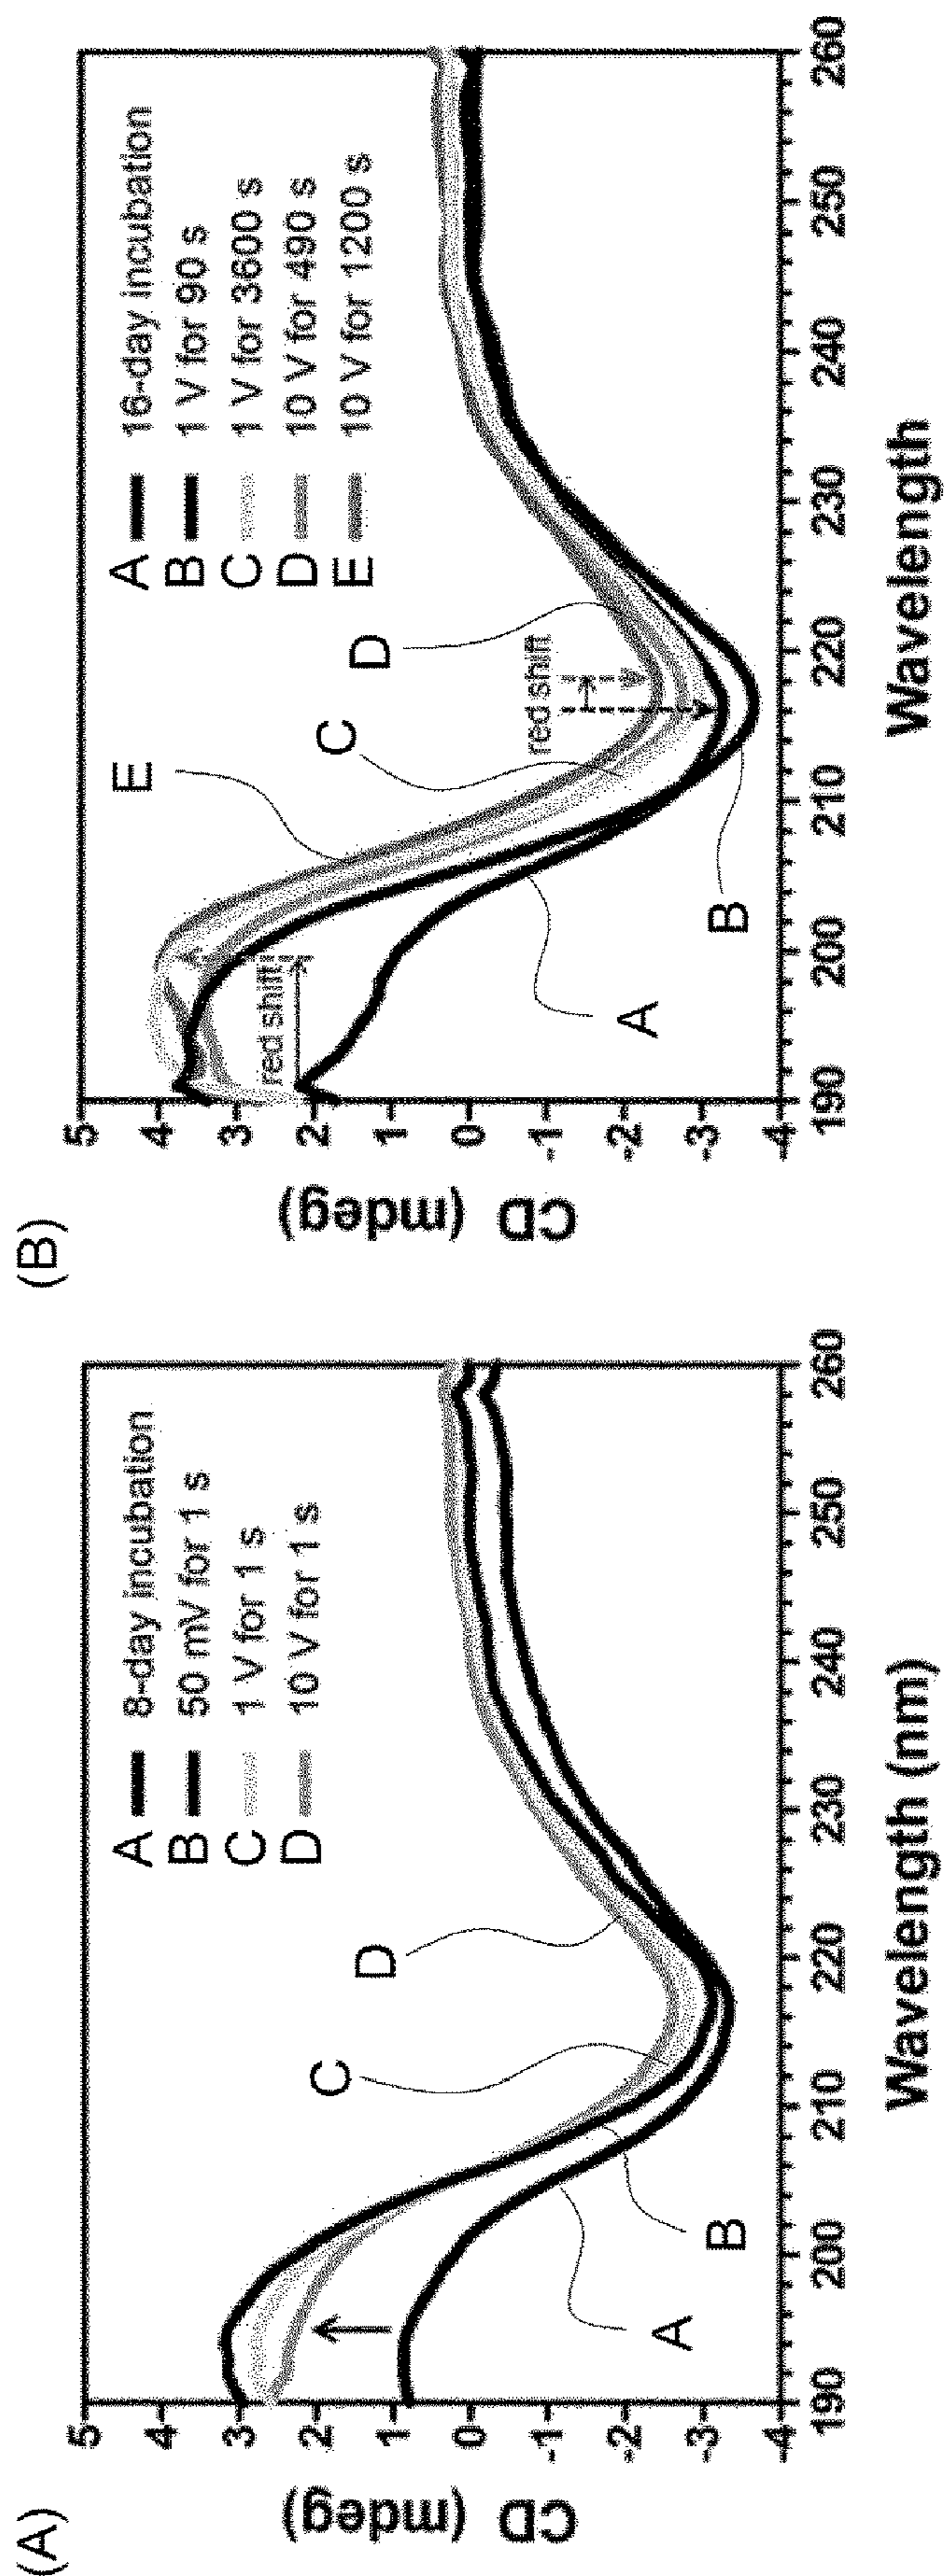 (A)
5
4
3
2
1
0
-1
-2
-3
-4
CD (mdeg)
190
200
210
220
230
240
250
260
Wavelength (nm)
A 8-day incubation
B 50 mV for 1 s
C 1 V for 1 s
D 10 V for 1 s
A
B
C
D
(B)
5
4
3
2
1
0
-1
-2
-3
-4
CD (mdeg)
190
200
210
220
230
240
250
260
Wavelength
A 16-day incubation
B 1 V for 90 s
C 1 V for 3600 s
D 10 V for 490 s
E 10 V for 1200 s
red shift
red shift
A
B
C
D
E